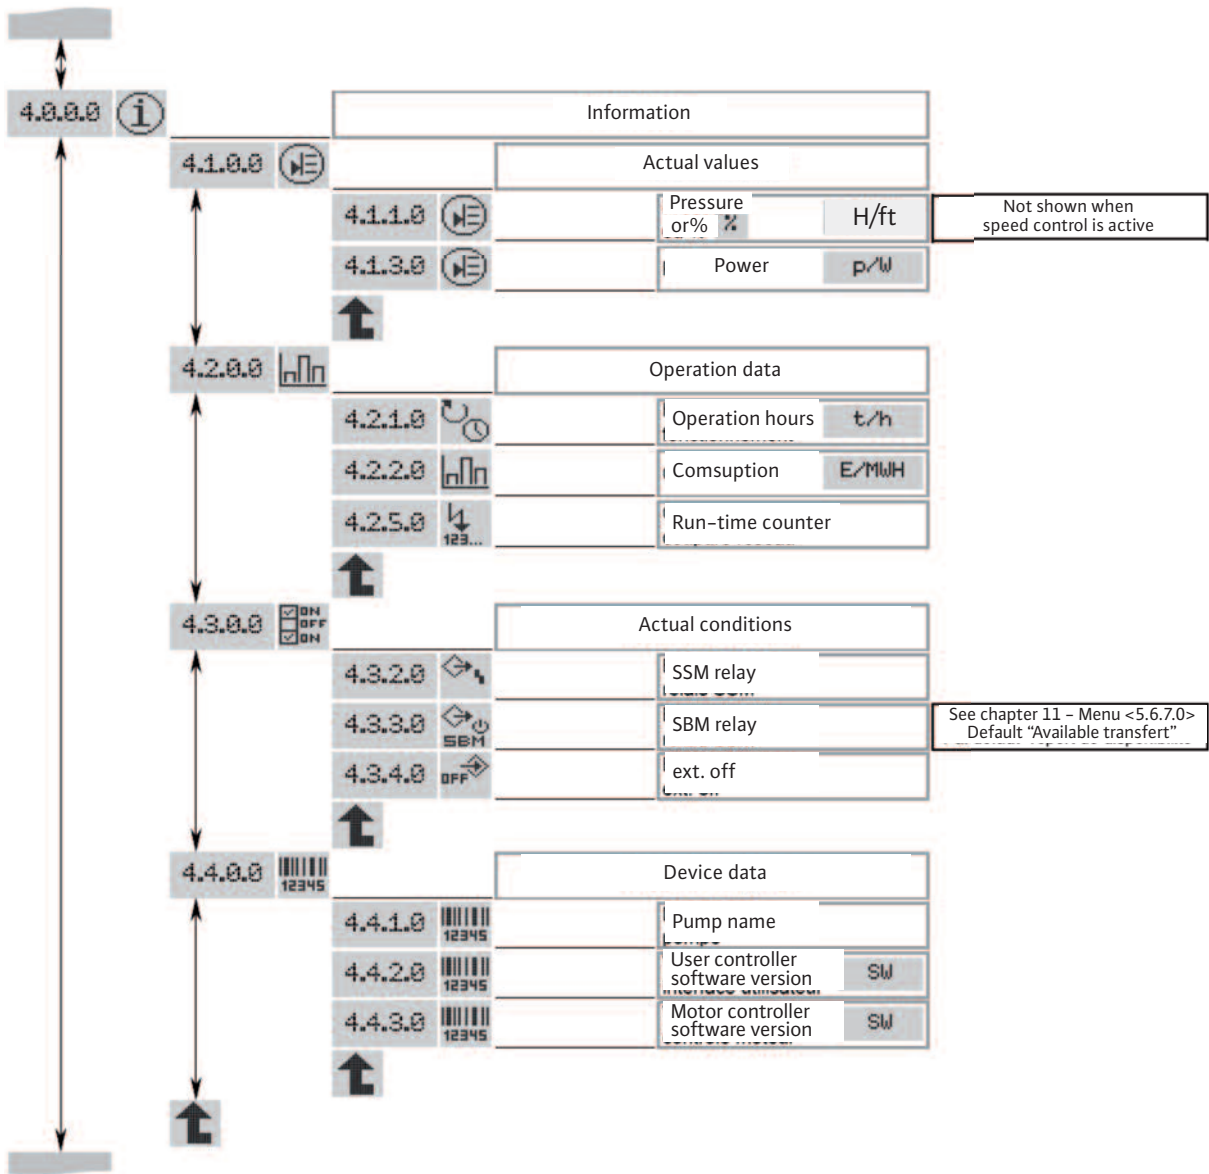 4.0.0.0
Information
4.1.0.0
Actual values
4.1.1.0
Pressure
or% %
H/ft
Not shown when
speed control is active
4.1.3.0
Power
p/W
4.2.0.0
Operation data
4.2.1.0
Operation hours
t/h
4.2.2.0
Comsuption
E/MWH
4.2.5.0
123...
Run-time counter
4.3.0.0
ON
OFF
ON
Actual conditions
4.3.2.0
SSM relay
4.3.3.0
SBM
SBM relay
See chapter 11 - Menu <5.6.7.0>
Default “Available transfert”
4.3.4.0
OFF
ext. off
4.4.0.0
12345
Device data
4.4.1.0
12345
Pump name
4.4.2.0
12345
User controller
software version
SW
4.4.3.0
12345
Motor controller
software version
SW